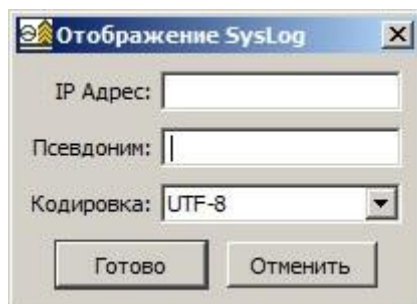 Отображение SysLog
IP Адрес:
Псевдоним:
Кодировка: UTF-8
Готово Отменить